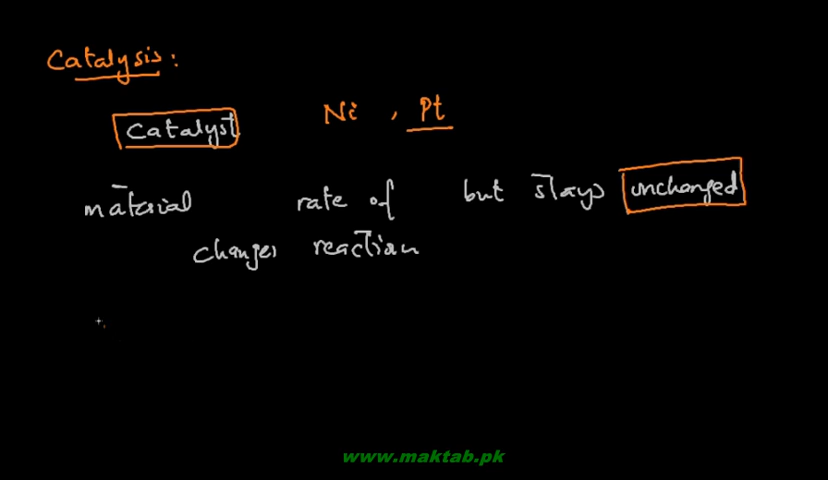 Catalysis:
Catalyst Ni, Pt
material rate of but stays unchanged
changes reaction
www.maktab.pk